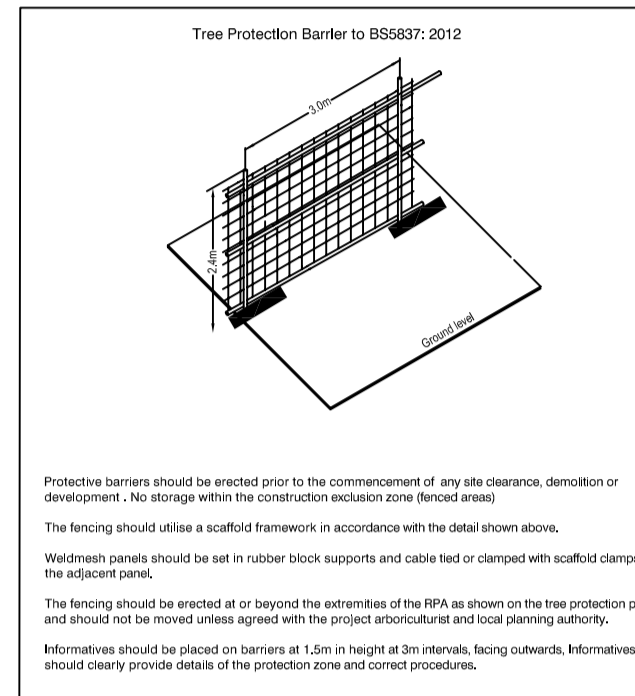 Tree Protection Barrier to BS5837: 2012
3.0m
2.4m
Ground level
Protective barriers should be erected prior to the commencement of any site clearance, demolition or
development . No storage within the construction exclusion zone (fenced areas)
The fencing should utilise a scaffold framework in accordance with the detail shown above.
Weldmesh panels should be set in rubber block supports and cable tied or clamped with scaffold clamps
the adjacent panel.
The fencing should be erected at or beyond the extremities of the RPA as shown on the tree protection
and should not be moved unless agreed with the project arboriculturist and local planning authority.
Informatives should be placed on barriers at 1.5m in height at 3m intervals, facing outwards, Informatives
should clearly provide details of the protection zone and correct procedures.